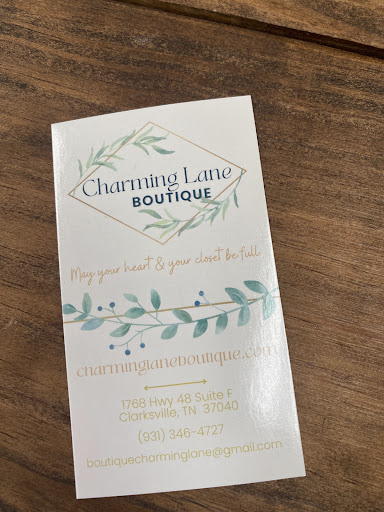 Charming Lane
BOUTIQUE
May your heart & your closet be full
charminglaneboutique.com
1768 Hwy 48 Suite F
Clarksville, TN 37040
(931) 346-4727
boutiquecharminglane@gmail.com